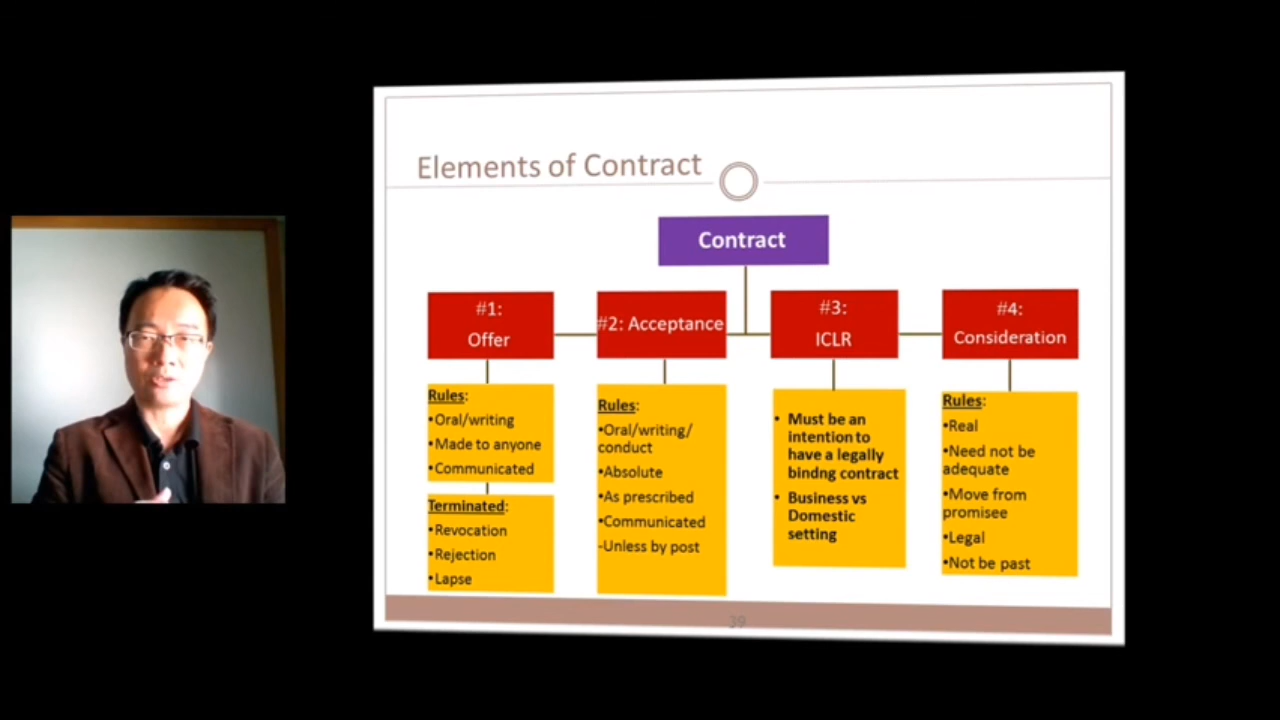 Elements of Contract
Contract
#1:
Offer
Rules:
•Oral/writing
•Made to anyone
•Communicated
Terminated:
•Revocation
•Rejection
•Lapse
#2: Acceptance
Rules:
•Oral/writing/
conduct
•Absolute
•As prescribed
•Communicated
-Unless by post
#3:
ICLR
• Must be an
intention to
have a legally
bindng contract
• Business vs
Domestic
setting
#4:
Consideration
Rules:
•Real
•Need not be
adequate
•Move from
promisee
•Legal
•Not be past
39